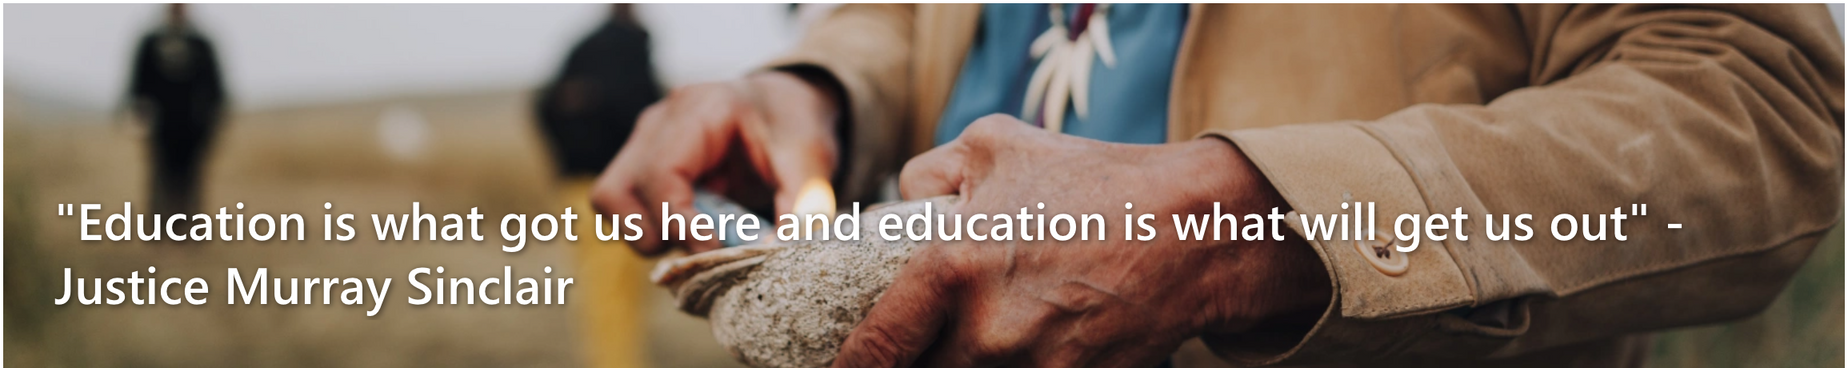 "Education is what got us here and education is what will get us out" -
Justice Murray Sinclair